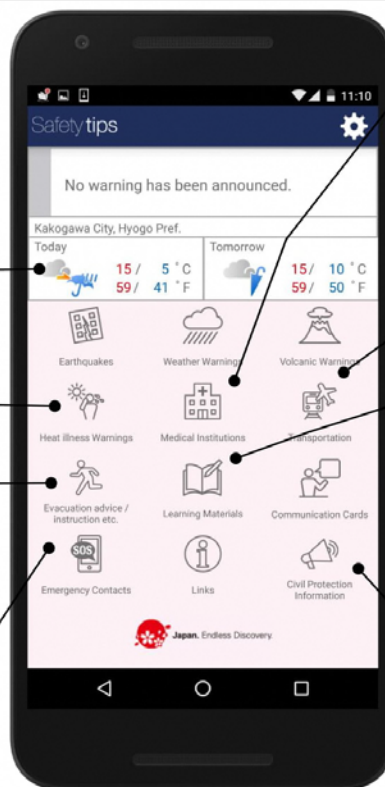 11:10
Safety tips
No warning has been announced.
Kakogawa City, Hyogo Pref.
Today
15/ 5 °C
59/ 41 °F
Tomorrow
15/ 10 °C
59/ 50 °F
Earthquakes
Weather Warnings
Volcanic Warnings
Heat illness Warnings
Medical Institutions
Transportation
Evacuation advice /
instruction etc.
Learning Materials
Communication Cards
SOS
Emergency Contacts
Links
Civil Protection
Information
Japan. Endless Discovery.